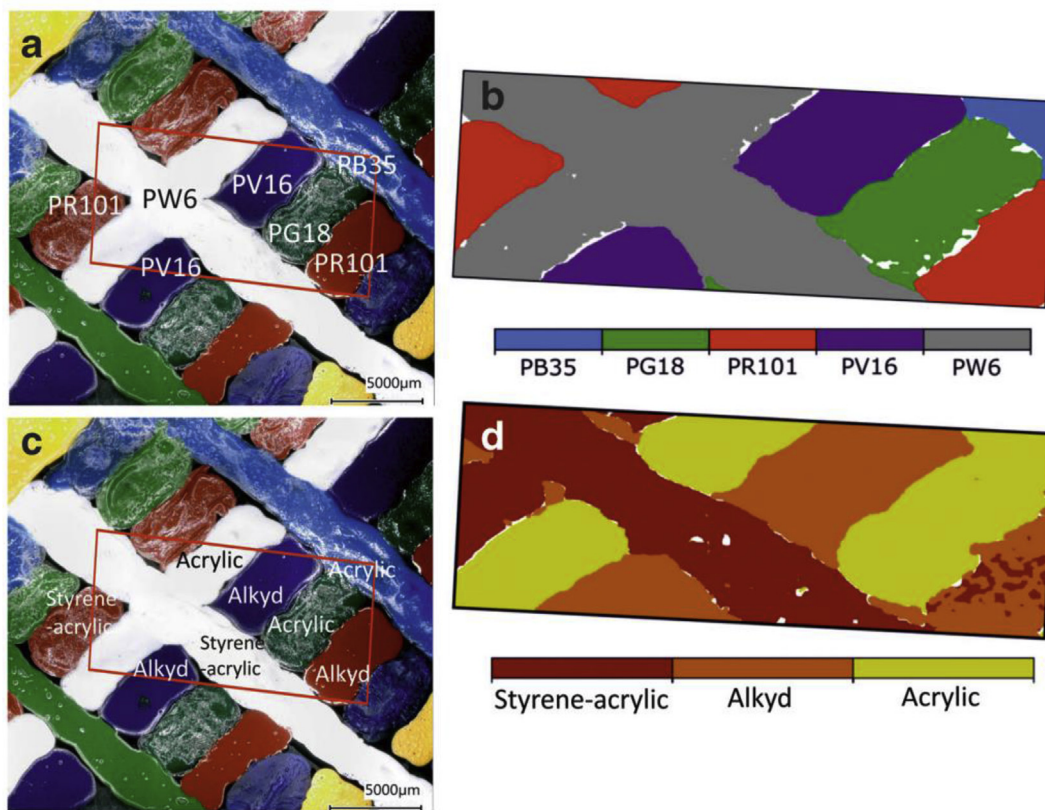 a
PR101
PW6
PV16
PB35
PG18
PR101
PV16
5000µm
b
PB35 PG18 PR101 PV16 PW6
c
Acrylic
Acrylic
Alkyd
Styrene
-acrylic
Acrylic
Styrene
-acrylic
Alkyd
Alkyd
5000µm
d
Styrene-acrylic Alkyd Acrylic